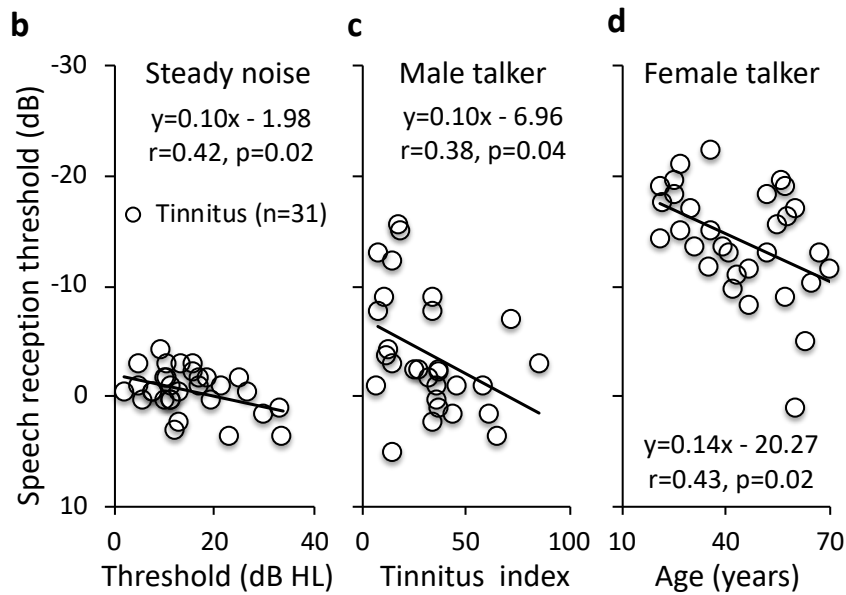 b
Steady noise
y=0.10x - 1.98
r=0.42, p=0.02
Tinnitus (n=31)
Speech reception threshold (dB)
-30
-20
-10
0
10
0
20
40
Threshold (dB HL)
c
Male talker
y=0.10x - 6.96
r=0.38, p=0.04
0
50
100
Tinnitus index
d
Female talker
y=0.14x - 20.27
r=0.43, p=0.02
10
40
70
Age (years)